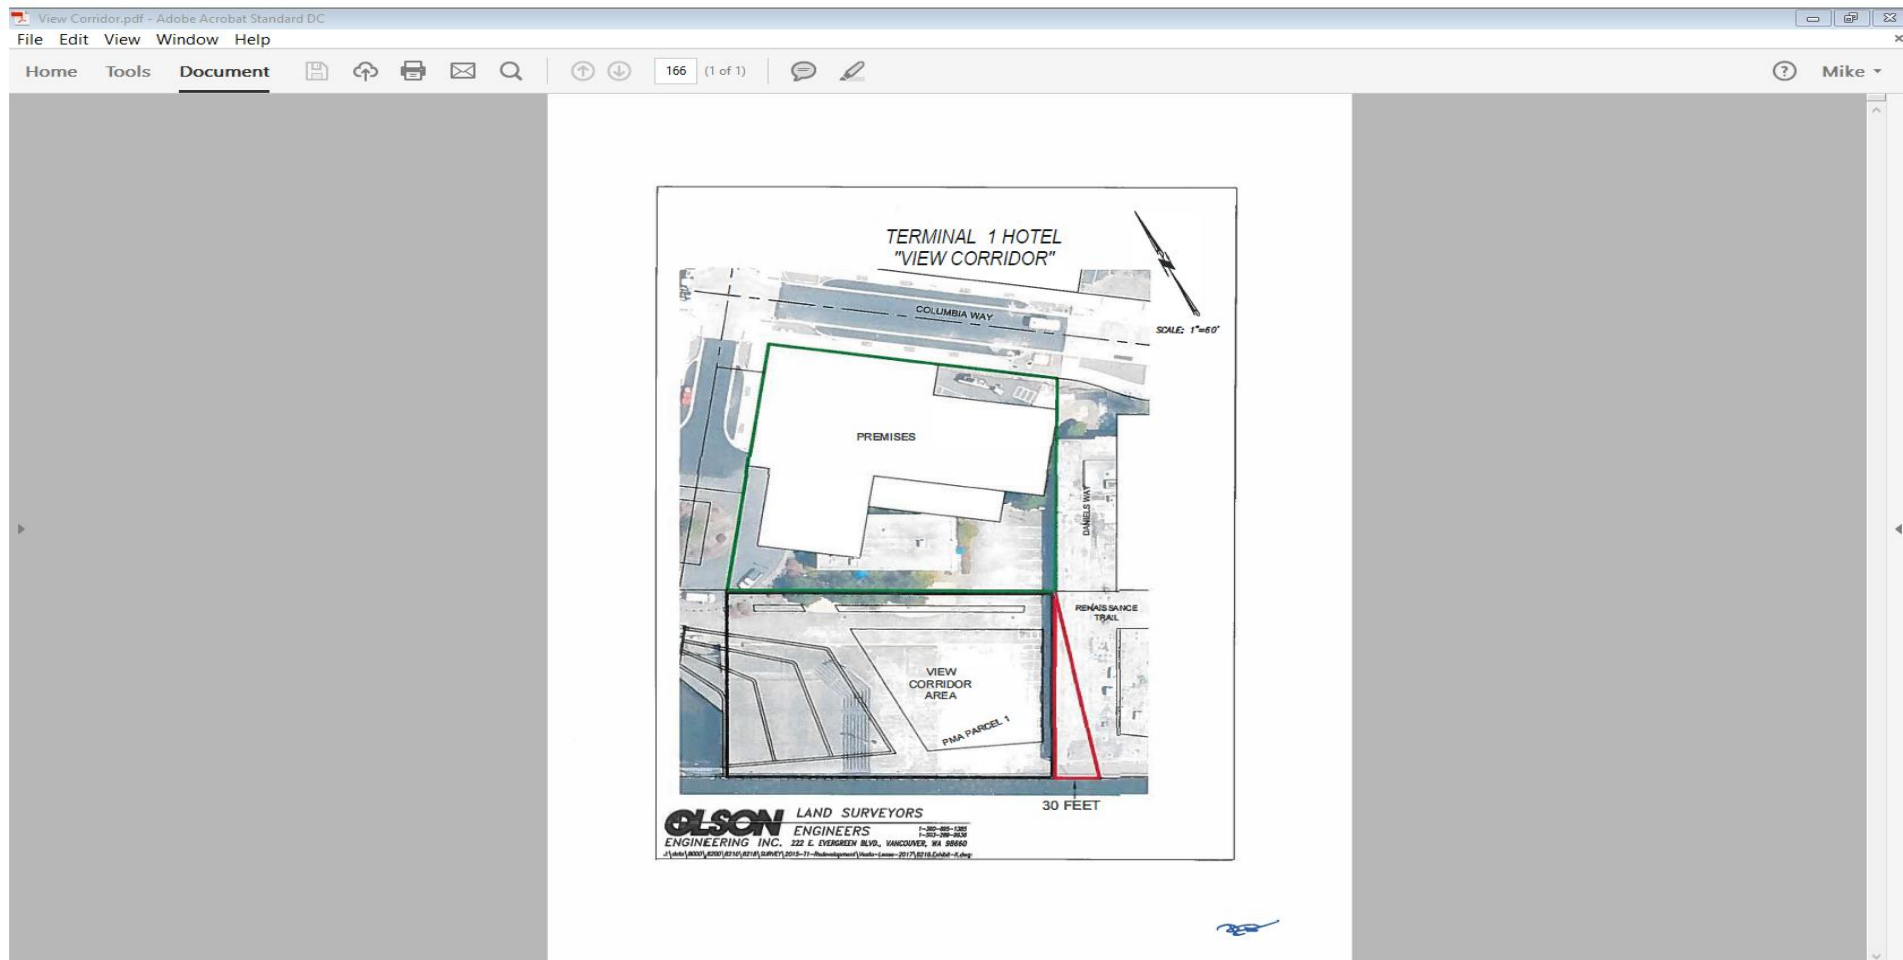 View Corridor.pdf - Adobe Acrobat Standard DC
File Edit View Window Help
Home Tools Document 166 (1 of 1) Mike
TERMINAL 1 HOTEL
"VIEW CORRIDOR"
SCALE: 1"=60'
COLUMBIA WAY
PREMISES
DANIELS WAY
RENAISSANCE
TRAIL
VIEW
CORRIDOR
AREA
PMA PARCEL 1
30 FEET
OLSON LAND SURVEYORS
ENGINEERS
ENGINEERING INC. 222 E. EVERGREEN BLVD., VANCOUVER, WA 98660